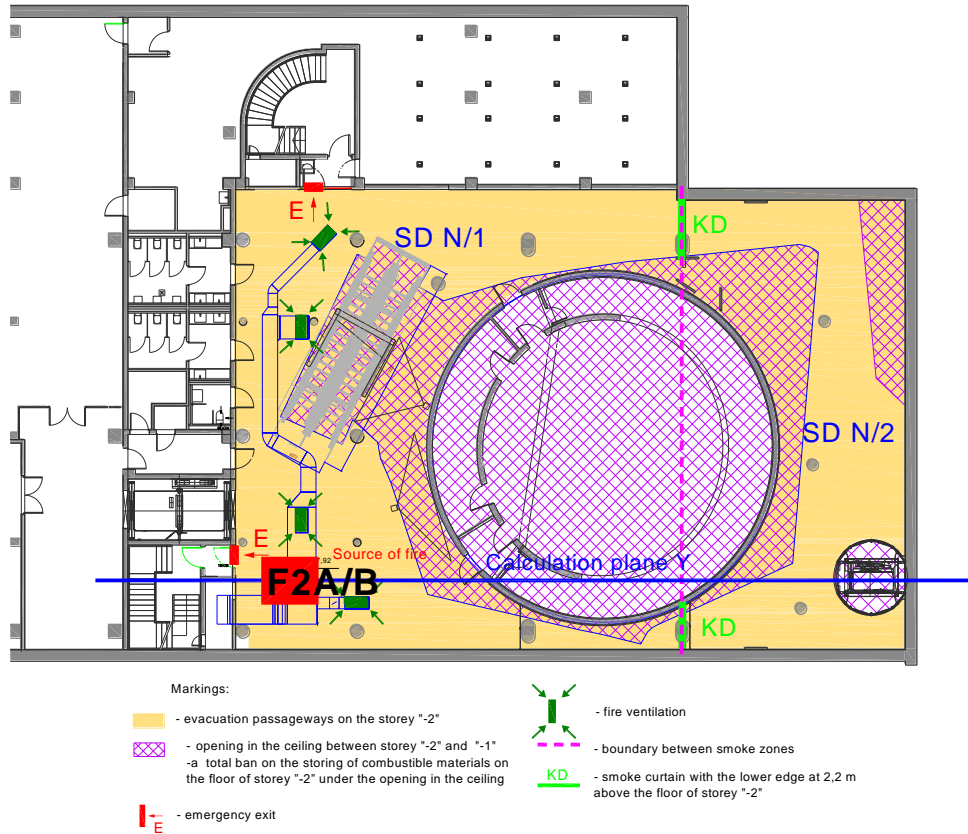 E
KD
SD N/1
SD N/2
E
Source of fire
,92
Calculation plane Y
F2A/B
KD
Markings:
- evacuation passageways on the storey "-2"
- opening in the ceiling between storey "-2" and "-1"
-a total ban on the storing of combustible materials on
the floor of storey "-2" under the opening in the ceiling
E
- emergency exit
- fire ventilation
- boundary between smoke zones
KD
- smoke curtain with the lower edge at 2,2 m
above the floor of storey "-2"